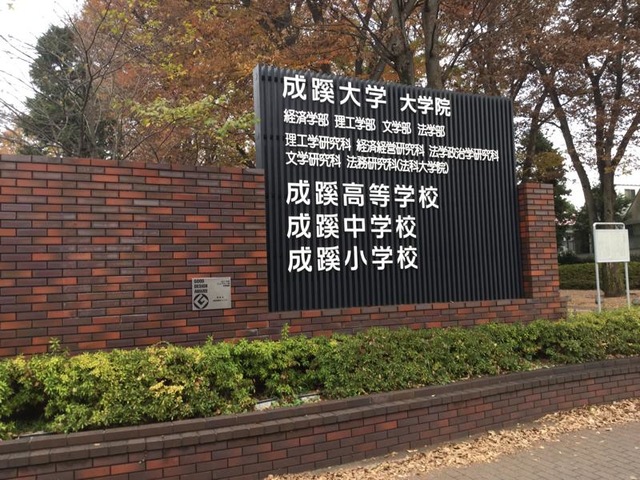 成蹊大学 大学院
経済学部 理工学部 文学部 法学部
理工学研究科 経済経営研究科 法学政治学研究科
文学研究科 法務研究科(法科大学院)
成蹊高等学校
成蹊中学校
成蹊小学校
GOOD
DESIGN
AWARD